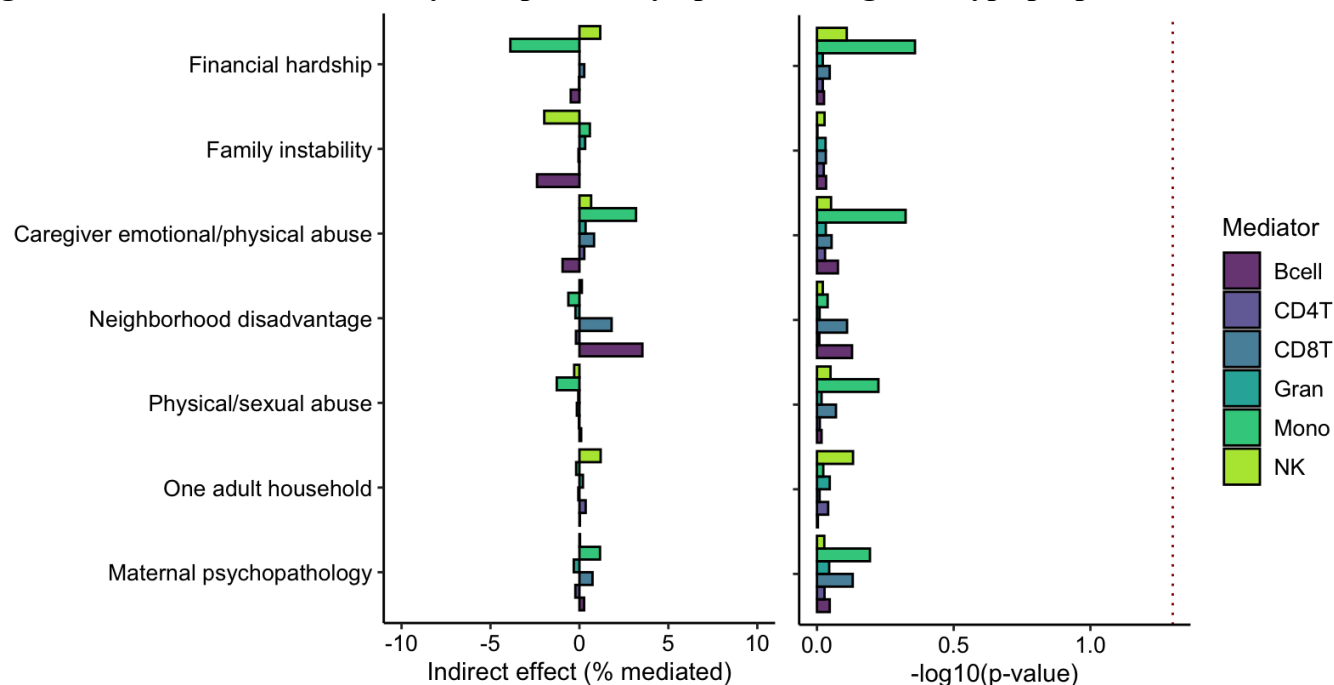 Financial hardship
Family instability
Caregiver emotional/physical abuse
Neighborhood disadvantage
Physical/sexual abuse
One adult household
Maternal psychopathology
-10 -5 0 5 10
Indirect effect (% mediated)
0.0 0.5 1.0
-log10(p-value)
Mediator
Bcell
CD4T
CD8T
Gran
Mono
NK